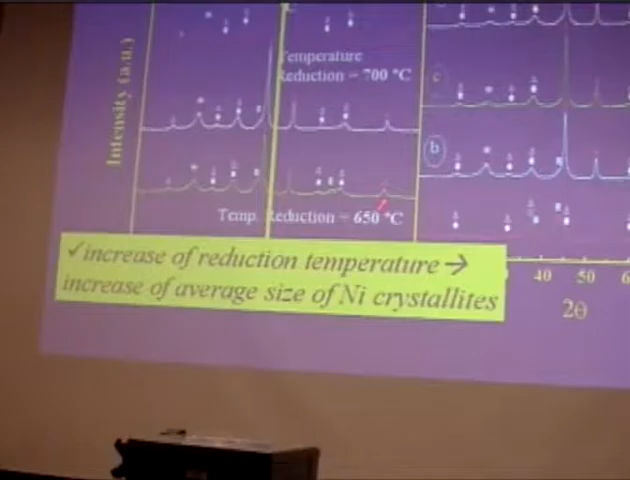 Intensity (a.u.)
Temperature
Reduction = 700 °C
c
b
Temp. Reduction = 650 °C
✓increase of reduction temperature →
increase of average size of Ni crystallites
40 50
2θ